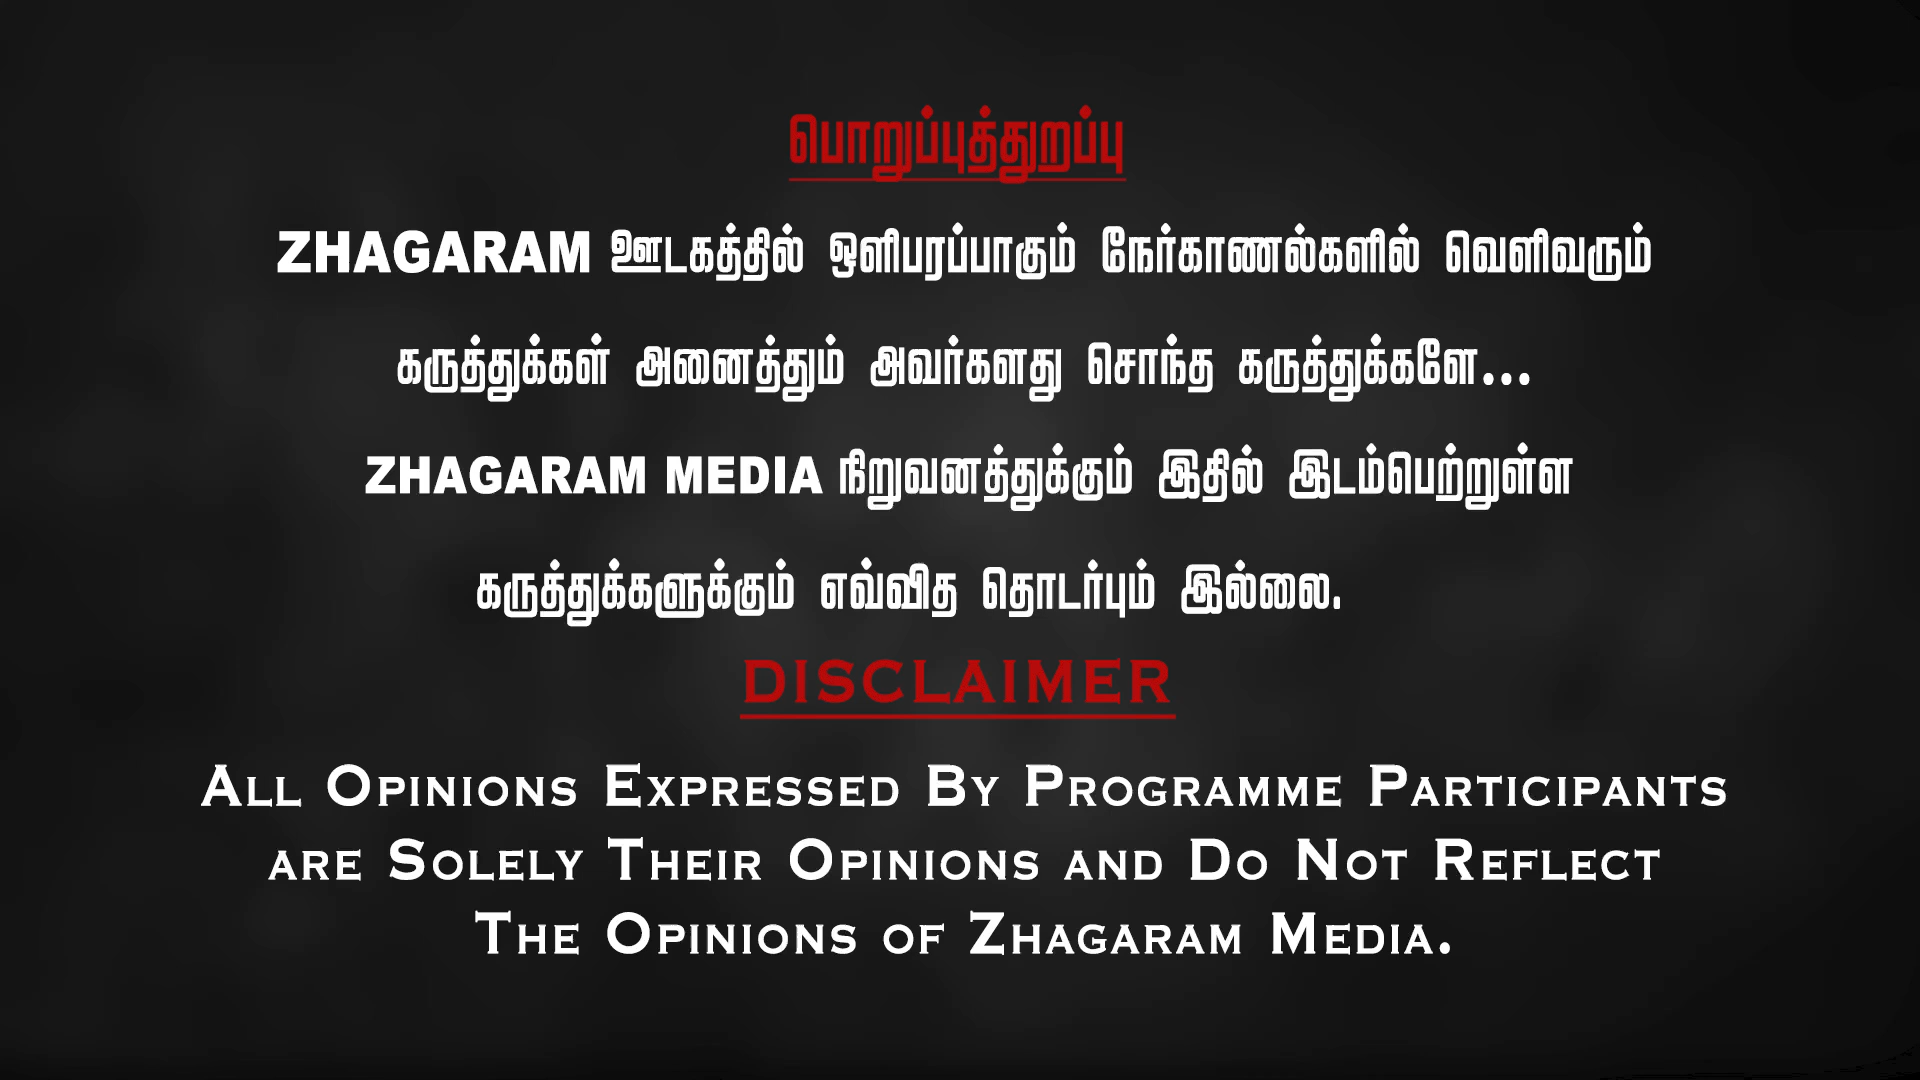 பொறுப்புத்துறப்பு
ZHAGARAM ஊடகத்தில் ஒளிபரப்பாகும் நேர்காணல்களில் வெளிவரும்
கருத்துக்கள் அனைத்தும் அவர்களது சொந்த கருத்துக்களே...
ZHAGARAM MEDIA நிறுவனத்துக்கும் இதில் இடம்பெற்றுள்ள
கருத்துக்களுக்கும் எவ்வித தொடர்பும் இல்லை.
DISCLAIMER
ALL OPINIONS EXPRESSED BY PROGRAMME PARTICIPANTS
ARE SOLELY THEIR OPINIONS AND DO NOT REFLECT
THE OPINIONS OF ZHAGARAM MEDIA.